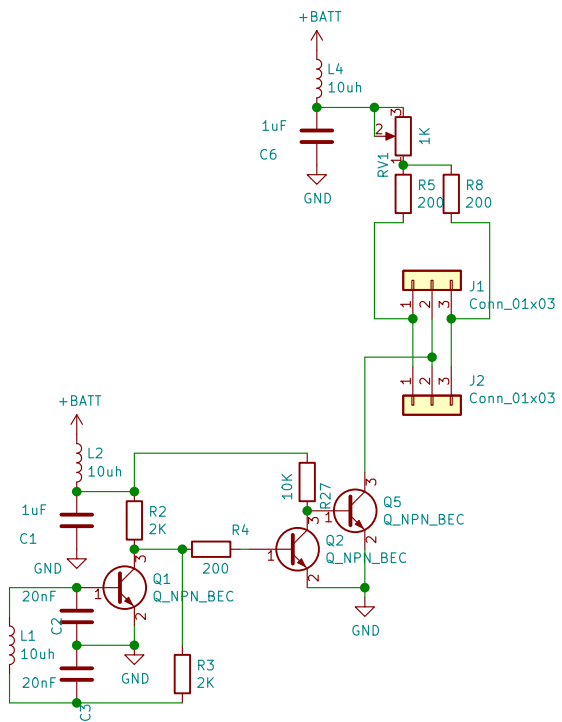 +BATT
L4
10uh
1uF
C6
GND
3
2
1
RV1
1K
R5
200
R8
200
J1
Conn_01x03
1
2
3
1
2
3
J2
Conn_01x03
+BATT
L2
10uh
1uF
C1
GND
R2
2K
10K
R27
3
1
2
Q5
Q_NPN_BEC
R4
200
3
1
2
Q2
Q_NPN_BEC
GND
3
1
2
Q1
Q_NPN_BEC
20nF
C2
L1
10uh
20nF
C3
GND
R3
2K